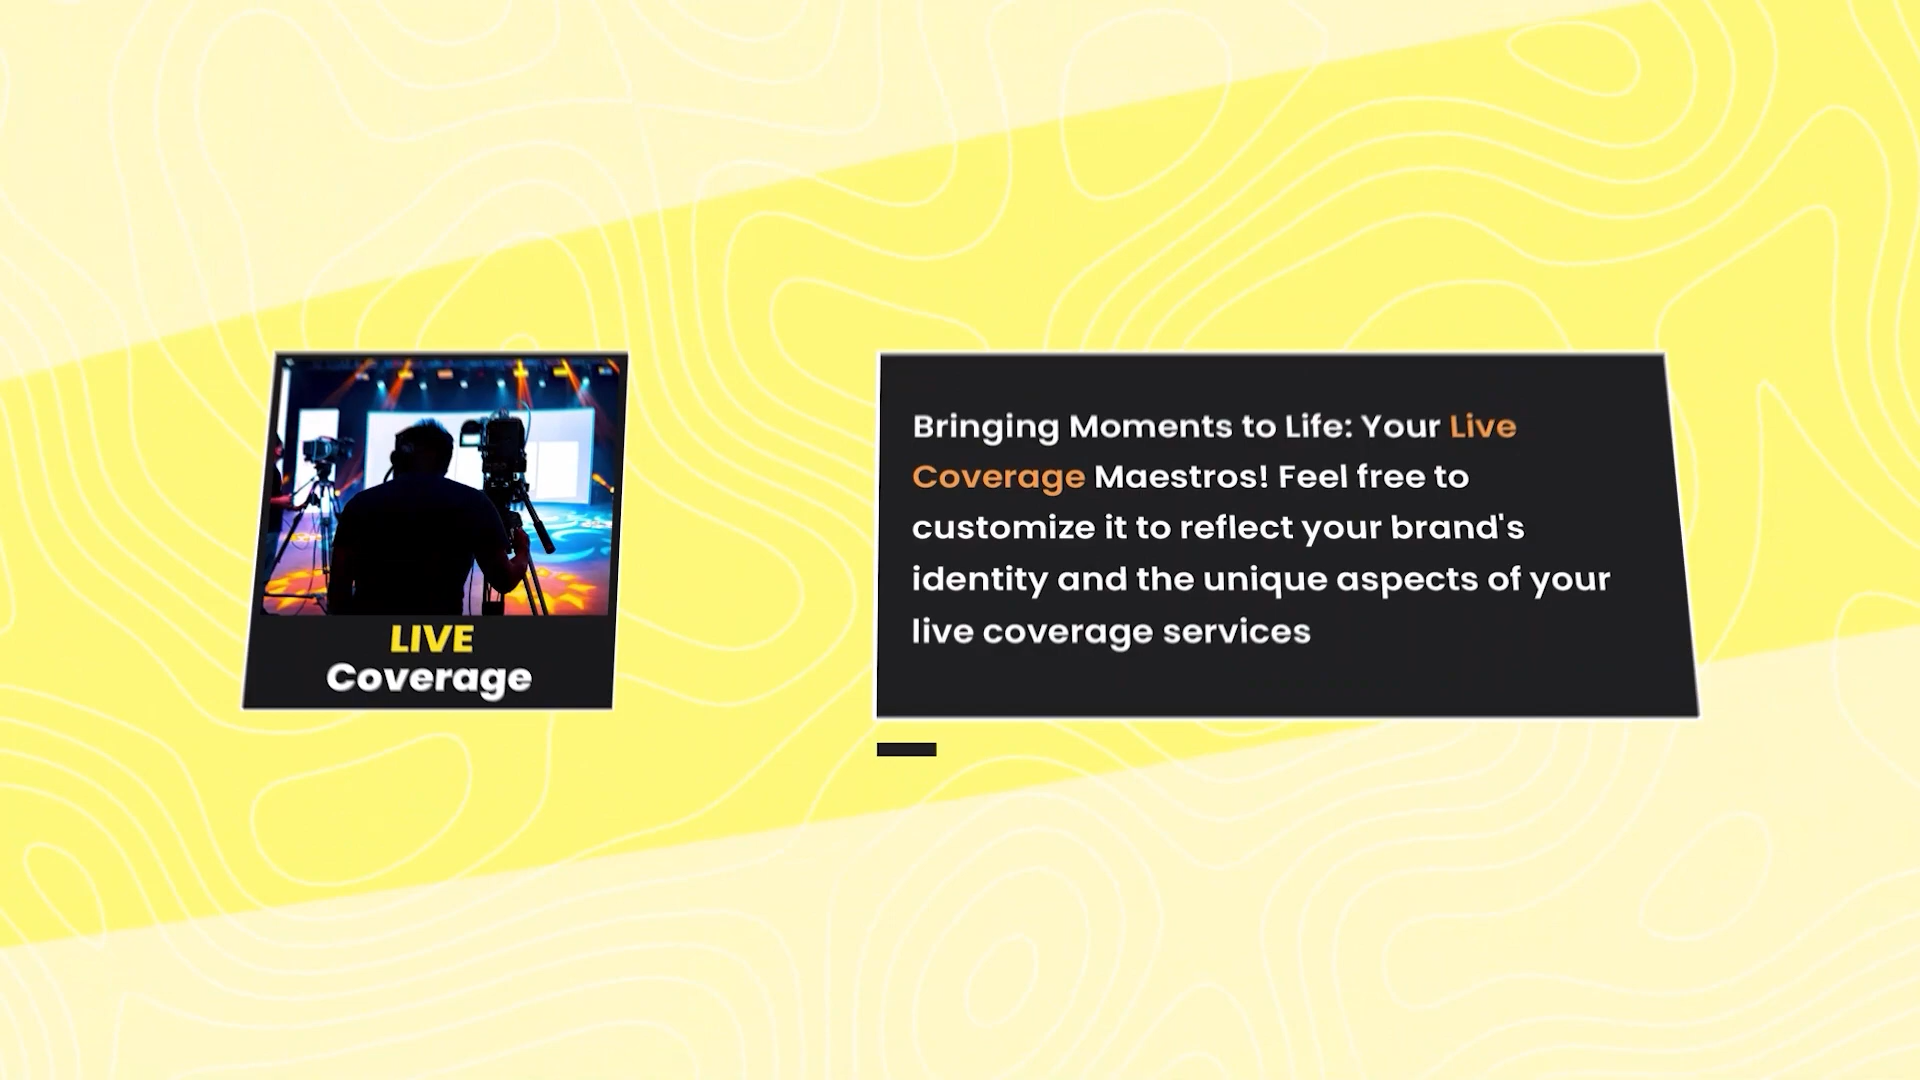 LIVE
Coverage
Bringing Moments to Life: Your Live
Coverage Maestros! Feel free to
customize it to reflect your brand's
identity and the unique aspects of your
live coverage services